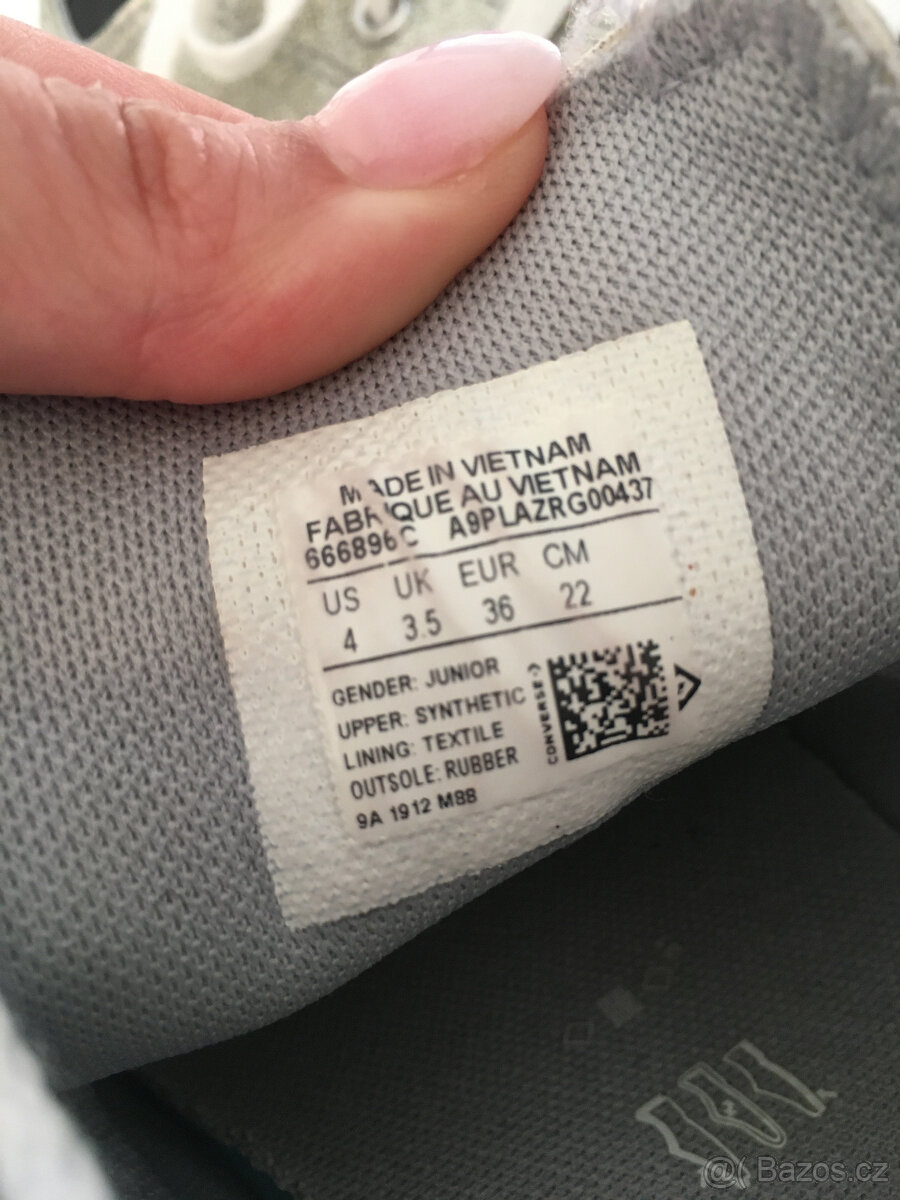 MADE IN VIETNAM
FABRIQUE AU VIETNAM
666896C A9PLAZRG00437
US UK EUR CM
4 3.5 36 22
GENDER: JUNIOR
UPPER: SYNTHETIC
LINING: TEXTILE
OUTSOLE: RUBBER
9A 1912 M88
CONVERSE
@ Bazos.cz